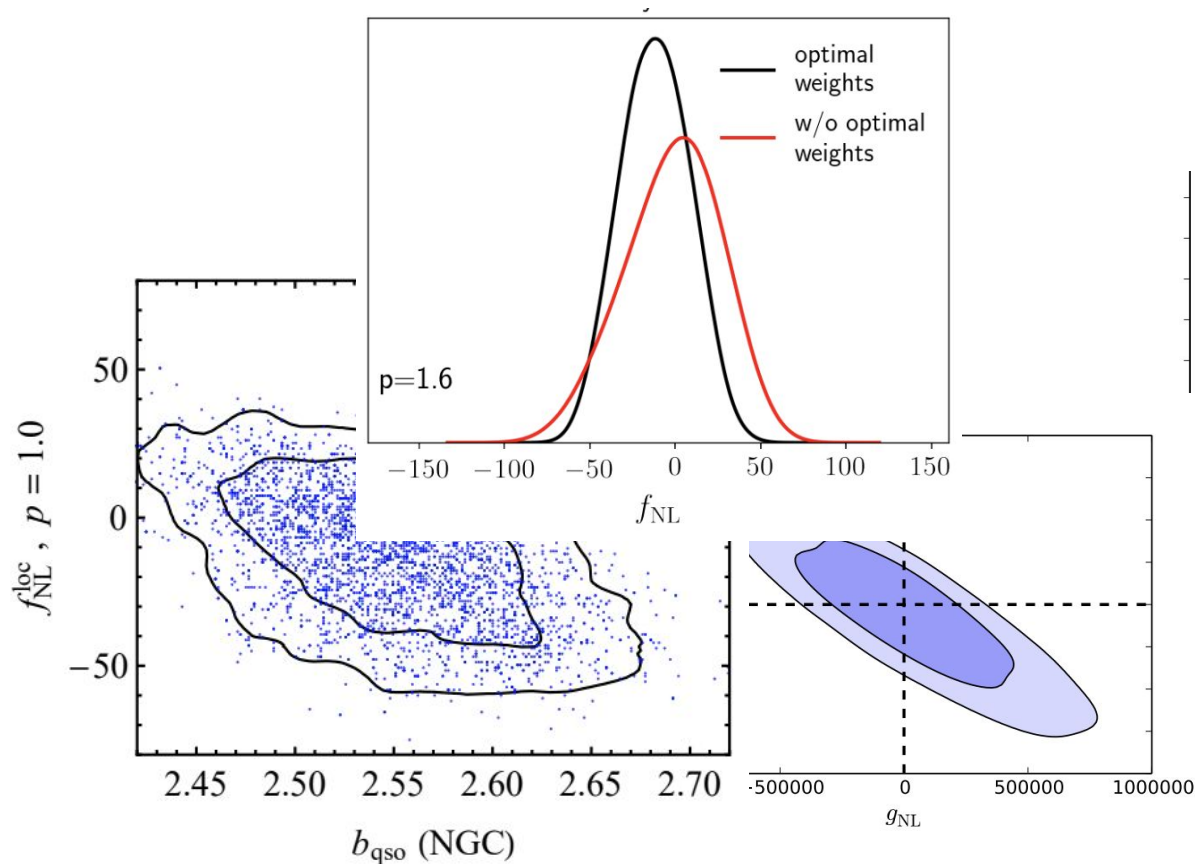 optimal
weights
w/o optimal
weights
p=1.6
−150 −100 −50 0 50 100 150
f_NL
50
0
−50
f_NL^loc , p = 1.0
2.45 2.50 2.55 2.60 2.65 2.70
b_qso (NGC)
-500000 0 500000 1000000
g_NL